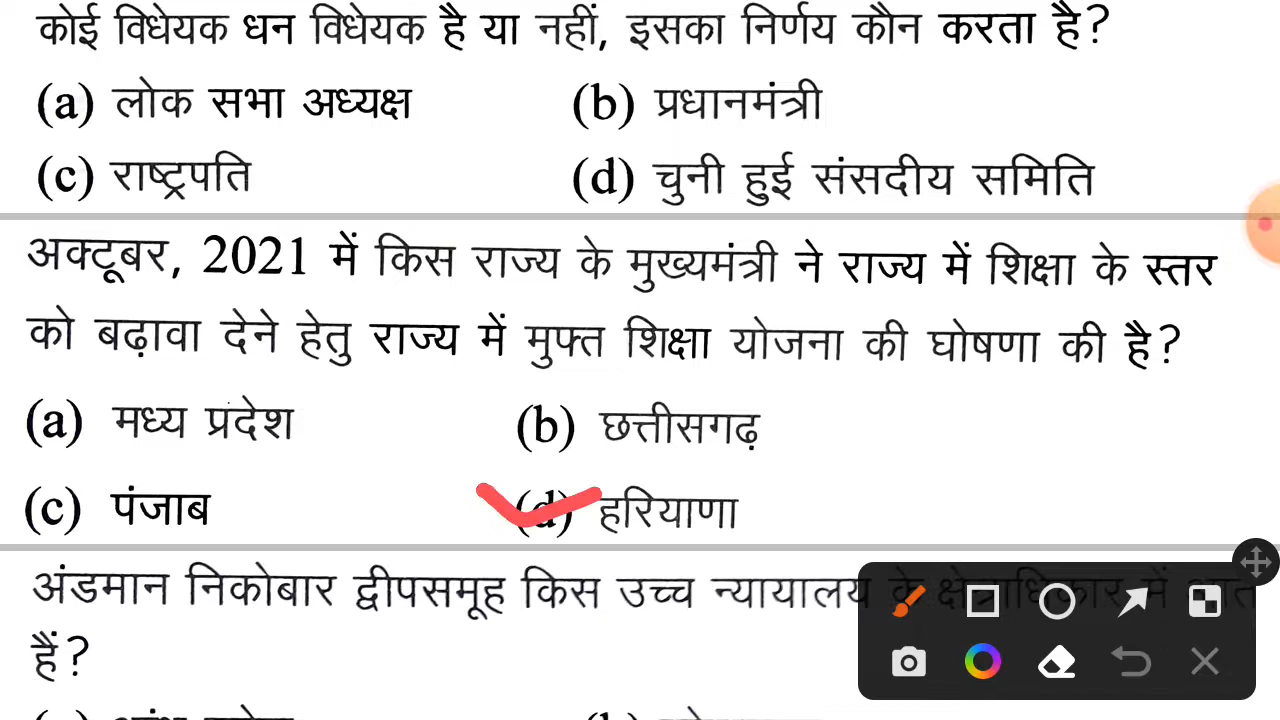 कोई विधेयक धन विधेयक है या नहीं, इसका निर्णय कौन करता है?
(a) लोक सभा अध्यक्ष (b) प्रधानमंत्री
(c) राष्ट्रपति (d) चुनी हुई संसदीय समिति
अक्टूबर, 2021 में किस राज्य के मुख्यमंत्री ने राज्य में शिक्षा के स्तर
को बढ़ावा देने हेतु राज्य में मुफ्त शिक्षा योजना की घोषणा की है?
(a) मध्य प्रदेश (b) छत्तीसगढ़
(c) पंजाब (d) हरियाणा
अंडमान निकोबार द्वीपसमूह किस उच्च न्यायालय के क्षेत्राधिकार में आते
हैं?